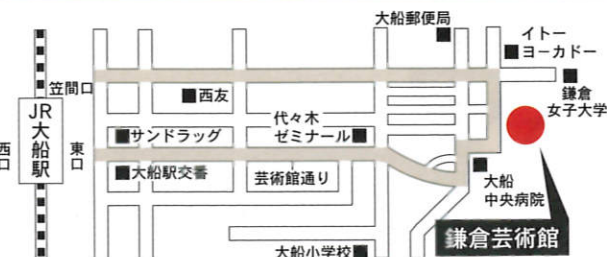 大船郵便局
イトー
ヨーカドー
笠間口
西友
鎌倉
女子大学
JR
大船駅
西口
東口
サンドラッグ
代々木
ゼミナール
大船駅交番
芸術館通り
大船
中央病院
鎌倉芸術館
大船小学校